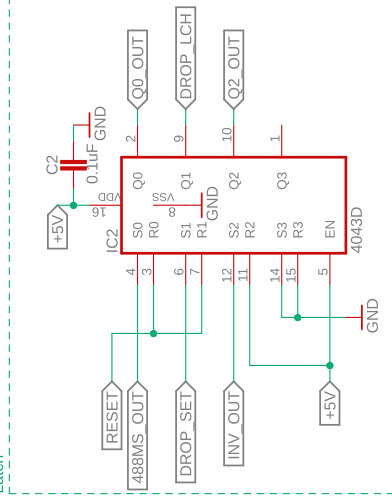 Q0_OUT
DROP_LCH
Q2_OUT
GND
C2
0.1uF
+5V
2
9
10
1
16
VDD
8
VSS
GND
Q0
Q1
Q2
Q3
IC2
S0
R0
S1
R1
S2
R2
S3
R3
EN
4043D
4
3
6
7
12
11
14
15
5
RESET
488MS_OUT
DROP_SET
INV_OUT
+5V
GND
Latch